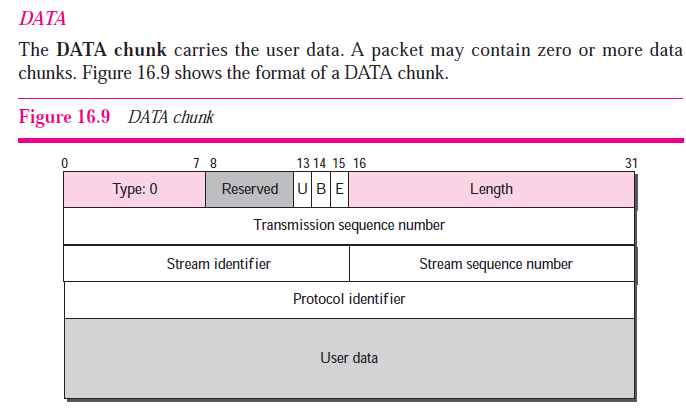 DATA
The DATA chunk carries the user data. A packet may contain zero or more data
chunks. Figure 16.9 shows the format of a DATA chunk.
Figure 16.9 DATA chunk
0 7 8 13 14 15 16 31
Type: 0 Reserved U B E Length
Transmission sequence number
Stream identifier Stream sequence number
Protocol identifier
User data